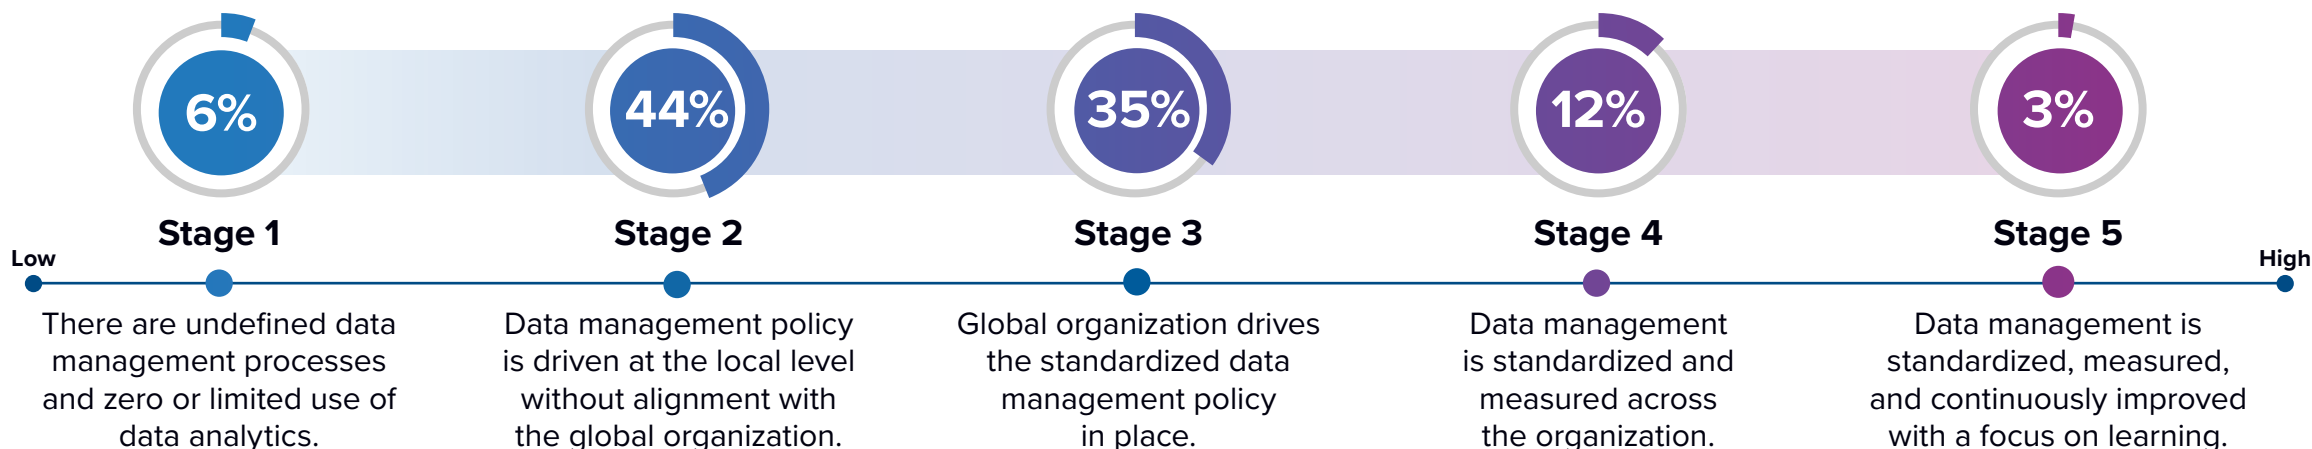 6%
44%
35%
12%
3%
Stage 1
Stage 2
Stage 3
Stage 4
Stage 5
Low
High
There are undefined data
management processes
and zero or limited use of
data analytics.
Data management policy
is driven at the local level
without alignment with
the global organization.
Global organization drives
the standardized data
management policy
in place.
Data management
is standardized and
measured across
the organization.
Data management is
standardized, measured,
and continuously improved
with a focus on learning.